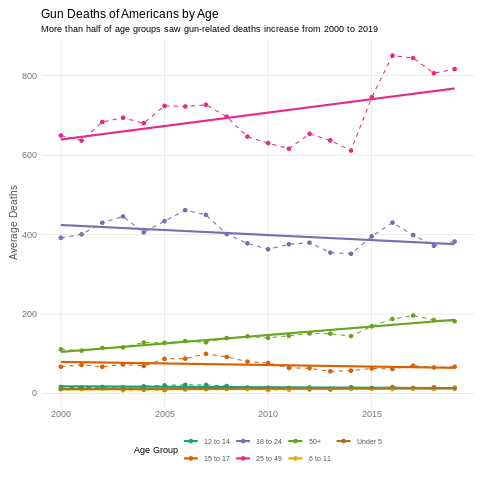 Gun Deaths of Americans by Age
More than half of age groups saw gun-related deaths increase from 2000 to 2019
Average Deaths
800
600
400
200
0
2000 2005 2010 2015
Age Group
12 to 14 18 to 24 50+ Under 5
15 to 17 25 to 49 6 to 11